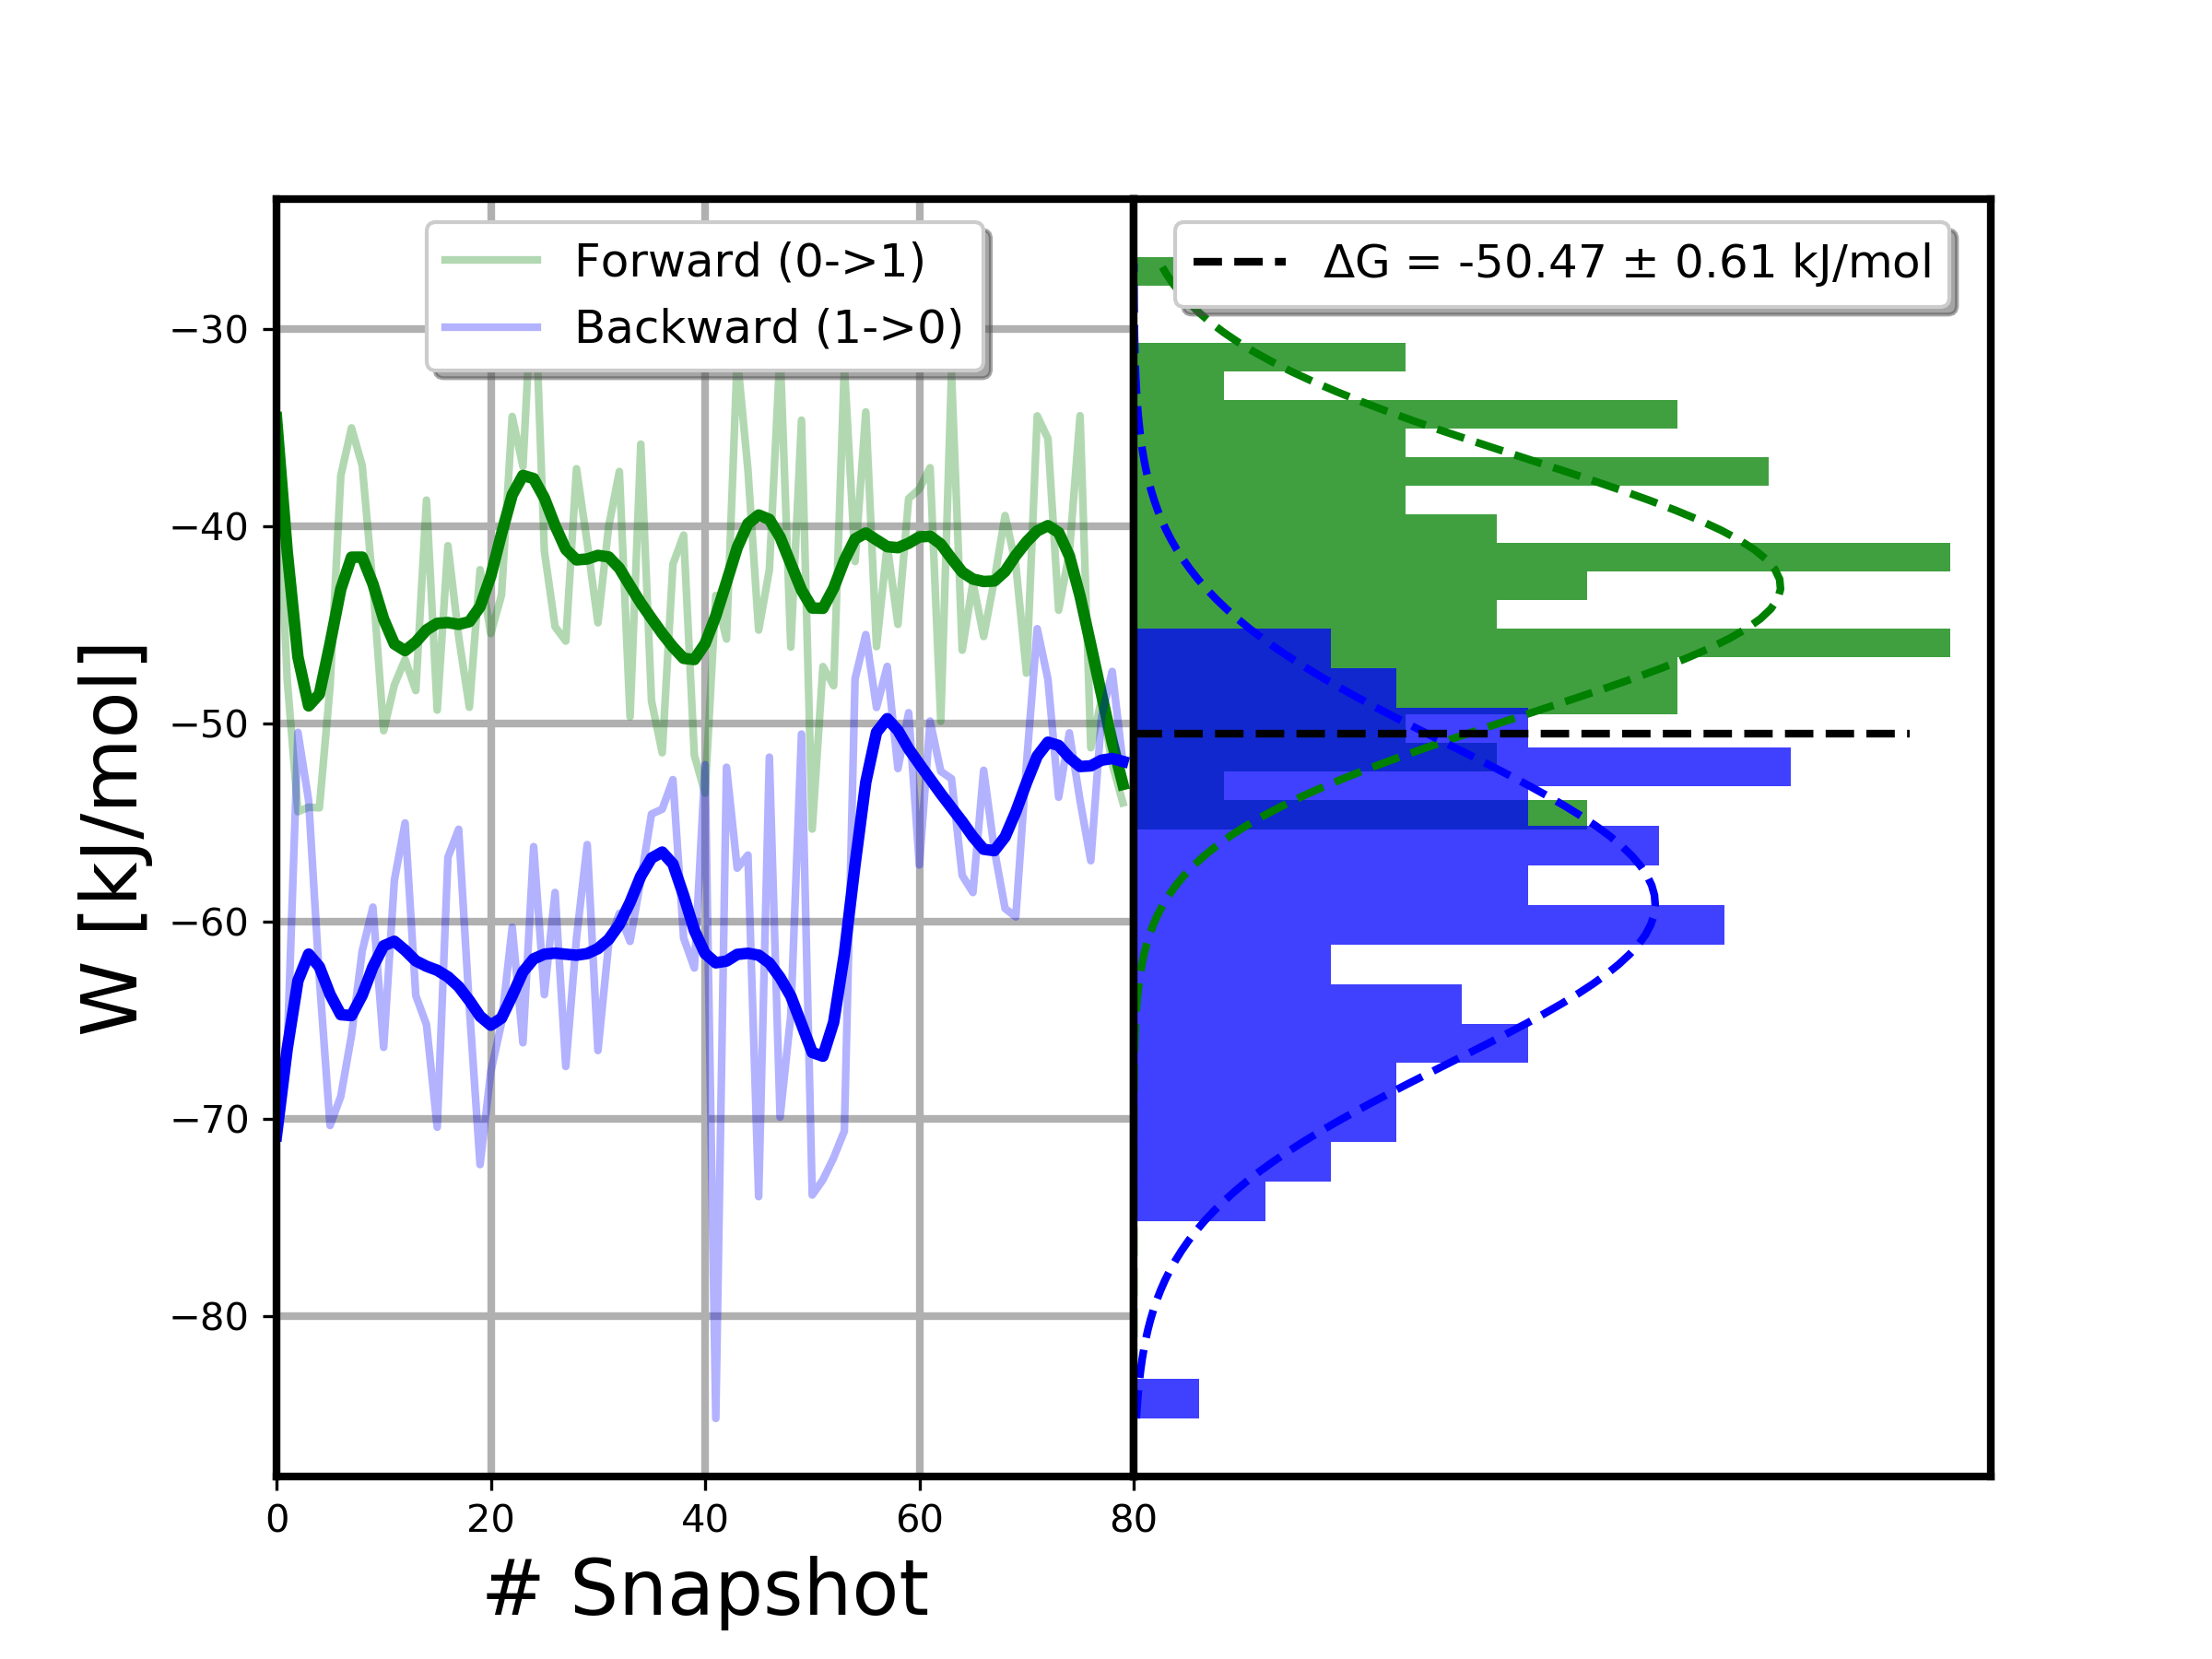 Forward (0->1)
Backward (1->0)
ΔG = -50.47 ± 0.61 kJ/mol
W [kJ/mol]
−30
−40
−50
−60
−70
−80
0 20 40 60 80
# Snapshot